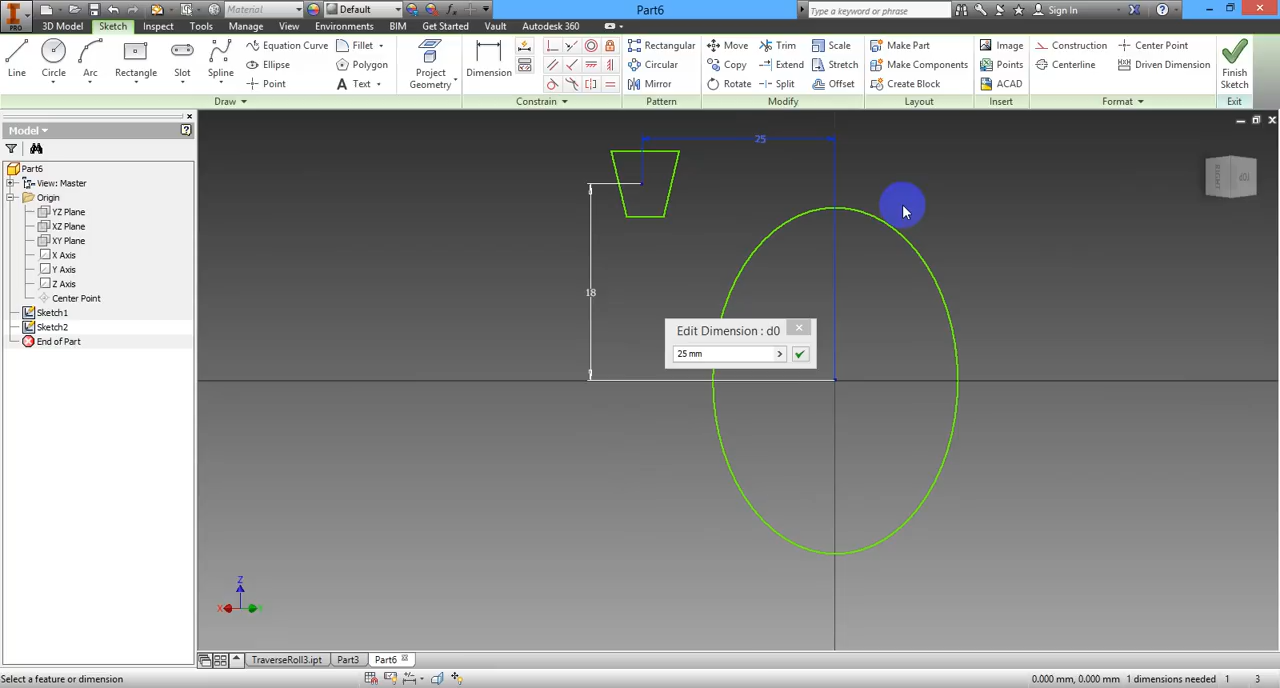 PRO
Material
Default
Part6
Type a keyword or phrase
Sign In
3D Model
Sketch
Inspect
Tools
Manage
View
Environments
BIM
Get Started
Vault
Autodesk 360
Line
Circle
Arc
Rectangle
Slot
Spline
Equation Curve
Ellipse
Point
Fillet
Polygon
Text
Project
Geometry
Dimension
Rectangular
Circular
Mirror
Move
Copy
Rotate
Trim
Extend
Split
Scale
Stretch
Offset
Make Part
Make Components
Create Block
Image
Points
ACAD
Construction
Centerline
Center Point
Driven Dimension
Finish
Sketch
Draw
Constrain
Pattern
Modify
Layout
Insert
Format
Exit
Model
Part6
View: Master
Origin
YZ Plane
XZ Plane
XY Plane
X Axis
Y Axis
Z Axis
Center Point
Sketch1
Sketch2
End of Part
25
18
Edit Dimension : d0
25 mm
Z
X
TraverseRoll3.ipt
Part3
Part6
Select a feature or dimension
0.000 mm, 0.000 mm
1 dimensions needed
1
3